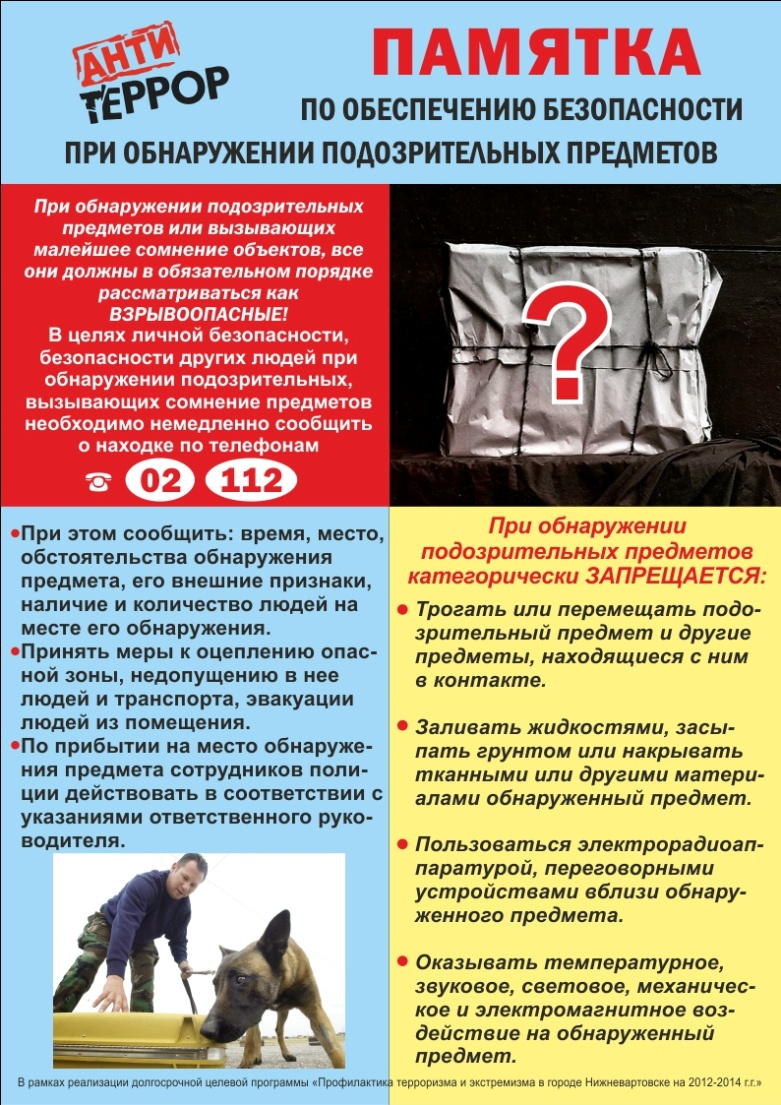 АНТИ
ТЕРРОР
ПАМЯТКА
ПО ОБЕСПЕЧЕНИЮ БЕЗОПАСНОСТИ
ПРИ ОБНАРУЖЕНИИ ПОДОЗРИТЕЛЬНЫХ ПРЕДМЕТОВ
При обнаружении подозрительных
предметов или вызывающих
малейшее сомнение объектов, все
они должны в обязательном порядке
рассматриваться как
ВЗРЫВООПАСНЫЕ!
В целях личной безопасности,
безопасности других людей при
обнаружении подозрительных,
вызывающих сомнение предметов
необходимо немедленно сообщить
о находке по телефонам
☎ 02 112
?
•При этом сообщить: время, место,
обстоятельства обнаружения
предмета, его внешние признаки,
наличие и количество людей на
месте его обнаружения.
•Принять меры к оцеплению опас-
ной зоны, недопущению в нее
людей и транспорта, эвакуации
людей из помещения.
•По прибытии на место обнаруже-
ния предмета сотрудников поли-
ции действовать в соответствии с
указаниями ответственного руко-
водителя.
При обнаружении
подозрительных предметов
категорически ЗАПРЕЩАЕТСЯ:
• Трогать или перемещать подо-
зрительный предмет и другие
предметы, находящиеся с ним
в контакте.
• Заливать жидкостями, засы-
пать грунтом или накрывать
тканными или другими матери-
алами обнаруженный предмет.
• Пользоваться электрорадиоап-
паратурой, переговорными
устройствами вблизи обнару-
женного предмета.
• Оказывать температурное,
звуковое, световое, механичес-
кое и электромагнитное воз-
действие на обнаруженный
предмет.
В рамках реализации долгосрочной целевой программы «Профилактика терроризма и экстремизма в городе Нижневартовске на 2012-2014 г.г.»